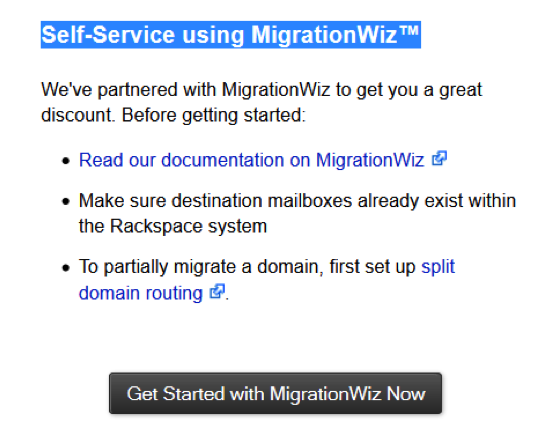 Self-Service using MigrationWiz™
We've partnered with MigrationWiz to get you a great
discount. Before getting started:
• Read our documentation on MigrationWiz
• Make sure destination mailboxes already exist within
the Rackspace system
• To partially migrate a domain, first set up split
domain routing.
Get Started with MigrationWiz Now